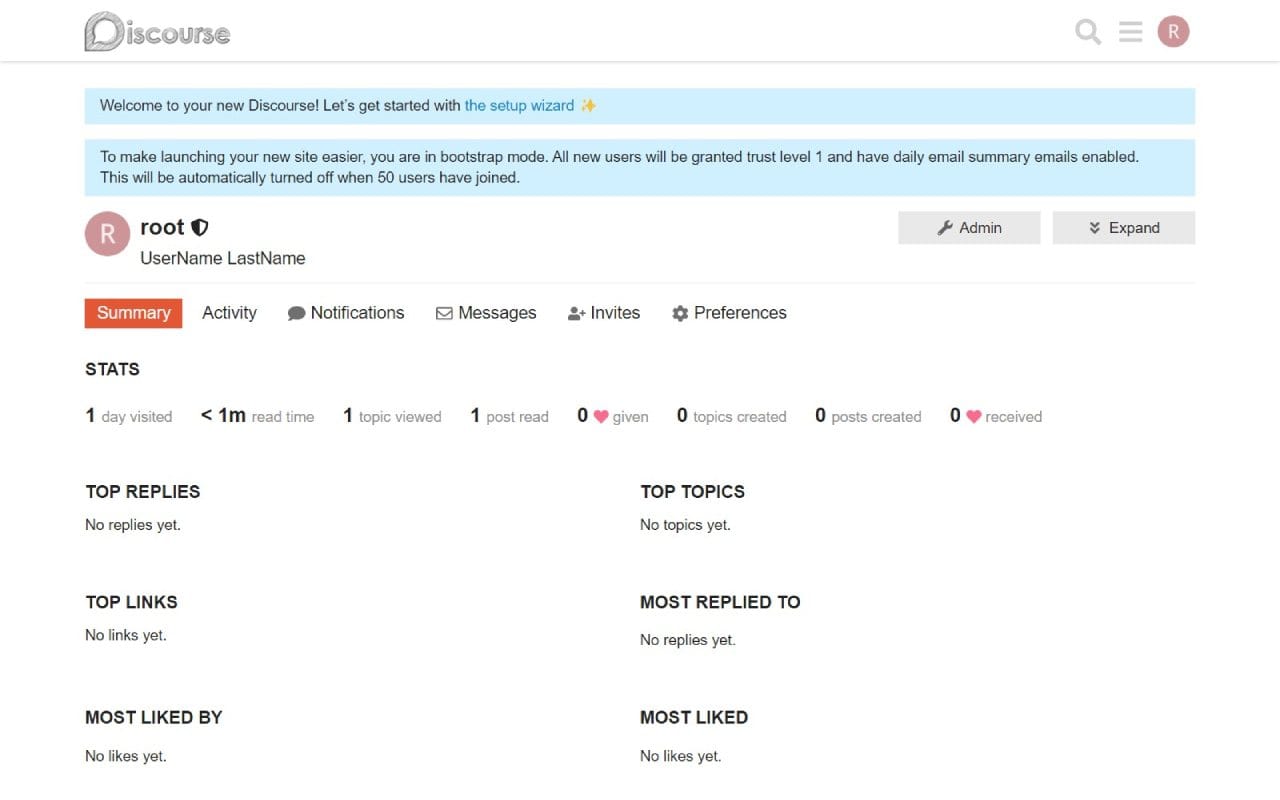 Discourse
R
Welcome to your new Discourse! Let's get started with the setup wizard ✨
To make launching your new site easier, you are in bootstrap mode. All new users will be granted trust level 1 and have daily email summary emails enabled.
This will be automatically turned off when 50 users have joined.
R
root
UserName LastName
Admin
Expand
Summary Activity Notifications Messages Invites Preferences
STATS
1 day visited < 1m read time 1 topic viewed 1 post read 0 ❤ given 0 topics created 0 posts created 0 ❤ received
TOP REPLIES
No replies yet.
TOP TOPICS
No topics yet.
TOP LINKS
No links yet.
MOST REPLIED TO
No replies yet.
MOST LIKED BY
No likes yet.
MOST LIKED
No likes yet.